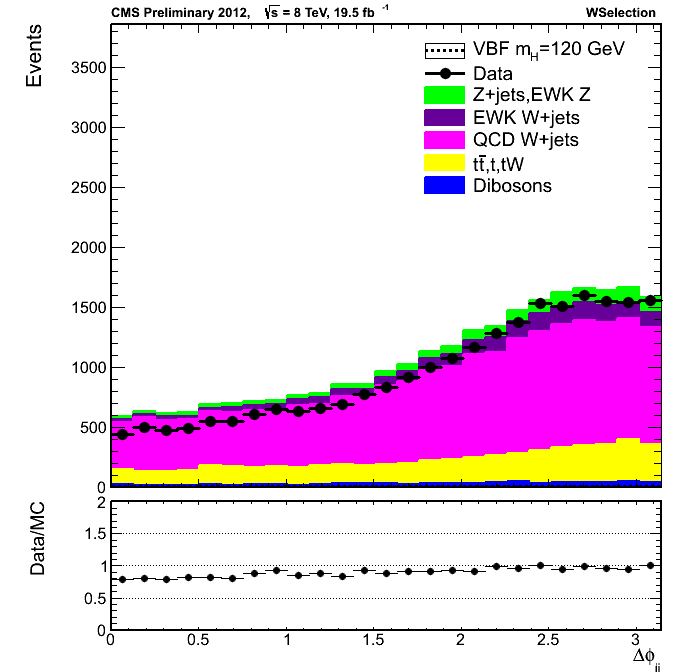 CMS Preliminary 2012, √s = 8 TeV, 19.5 fb⁻¹ WSelection
Events
3500
3000
2500
2000
1500
1000
500
0
VBF m_H=120 GeV
Data
Z+jets,EWK Z
EWK W+jets
QCD W+jets
tt̄,t,tW
Dibosons
Data/MC
2
1.5
1
0.5
0
0 0.5 1 1.5 2 2.5 3
Δϕ_jj